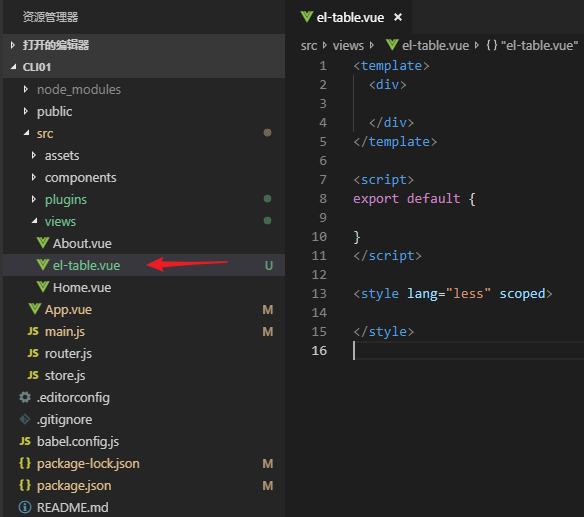 资源管理器
打开的编辑器
CLI01
node_modules
public
src
assets
components
plugins
views
About.vue
el-table.vue U
Home.vue
App.vue M
JS main.js M
JS router.js
JS store.js
.editorconfig
.gitignore
JS babel.config.js
{} package-lock.json M
{} package.json M
README.md
el-table.vue ×
src > views > el-table.vue > {} "el-table.vue"
1 <template>
2 <div>
3
4 </div>
5 </template>
6
7 <script>
8 export default {
9
10 }
11 </script>
12
13 <style lang="less" scoped>
14
15 </style>
16